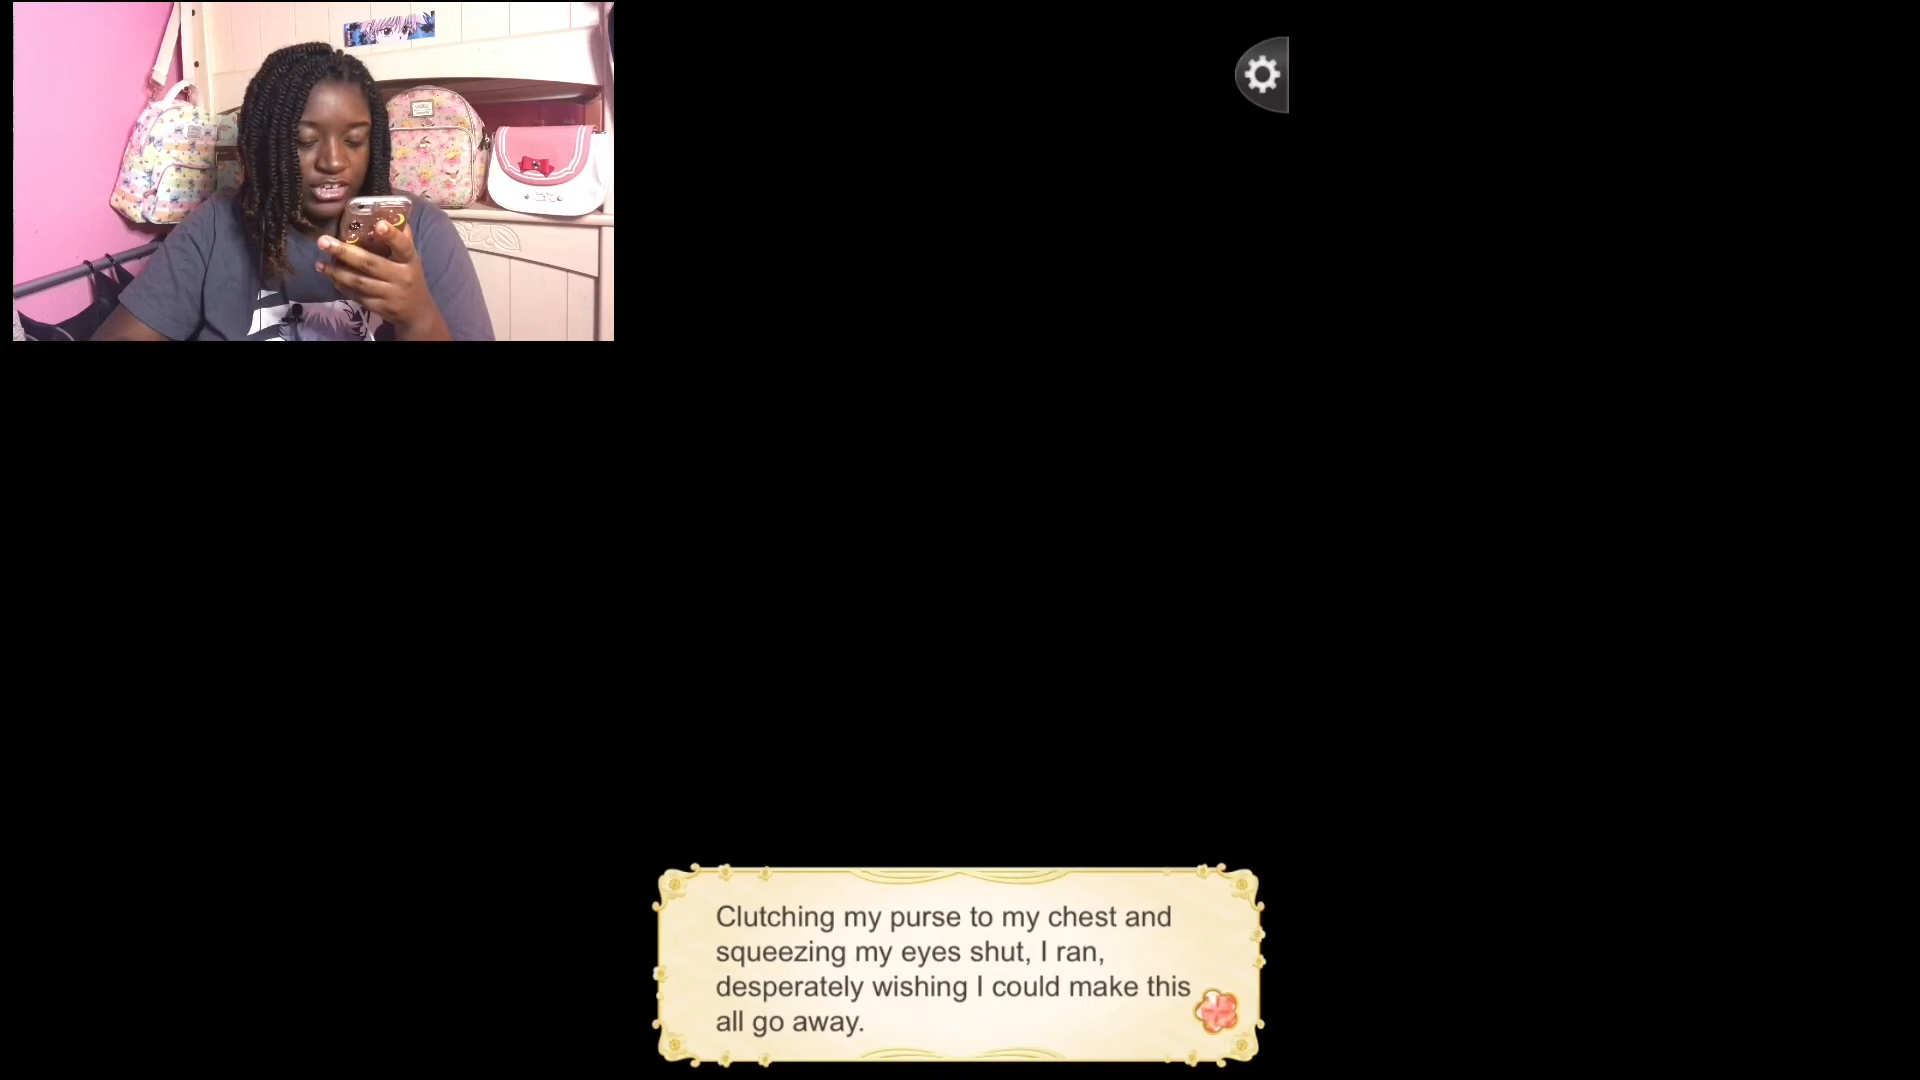 Clutching my purse to my chest and
squeezing my eyes shut, I ran,
desperately wishing I could make this
all go away.